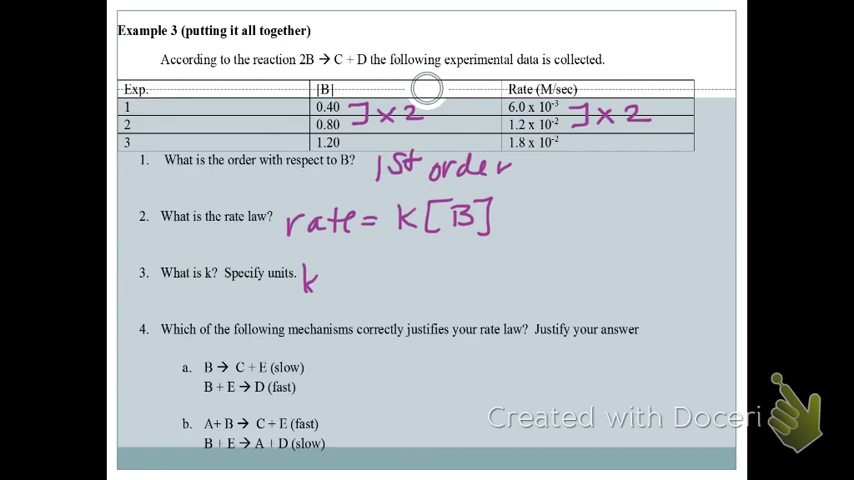 Example 3 (putting it all together)
According to the reaction 2B → C + D the following experimental data is collected.
Exp. [B] Rate (M/sec)
1 0.40 ] x 2 6.0 x 10⁻³ ] x 2
2 0.80 1.2 x 10⁻²
3 1.20 1.8 x 10⁻²
1. What is the order with respect to B? 1st order
2. What is the rate law? rate = K[B]
3. What is k? Specify units. k
4. Which of the following mechanisms correctly justifies your rate law? Justify your answer
a. B → C + E (slow)
B + E → D (fast)
b. A+ B → C + E (fast)
B + E → A + D (slow)
Created with Doceri